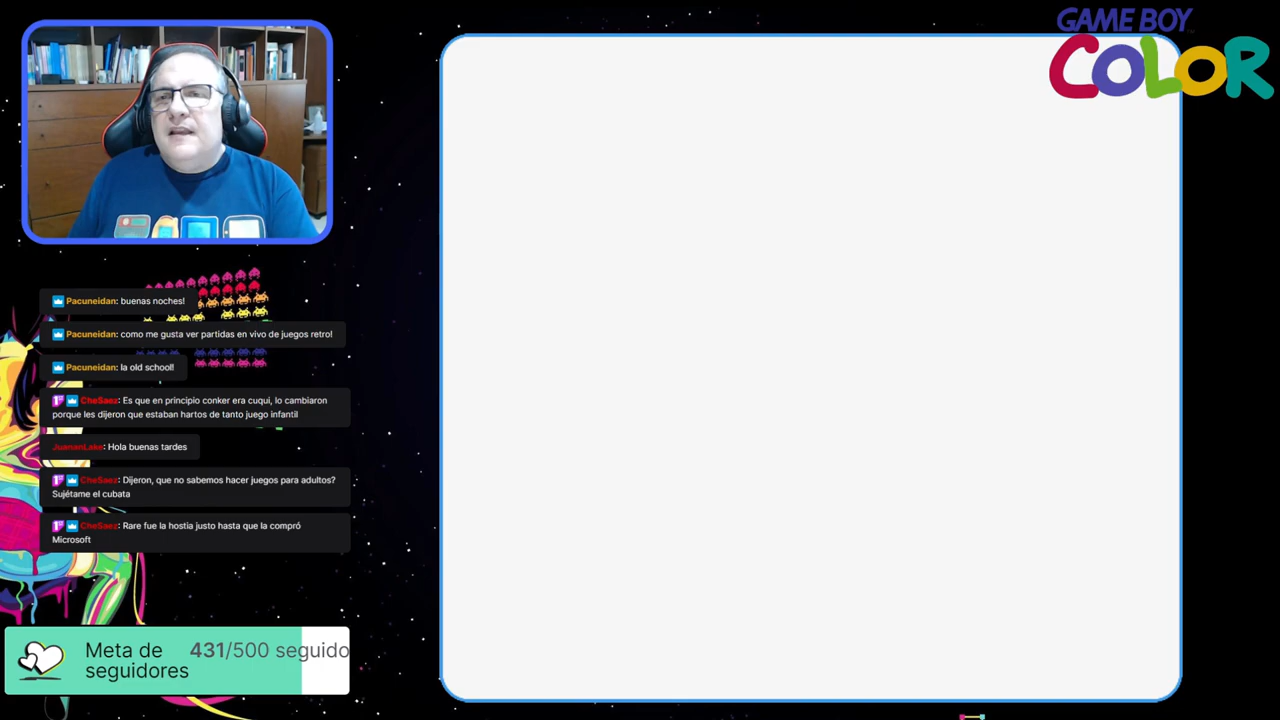 GAME BOY
COLOR
Pacuneidan: buenas noches!
Pacuneidan: como me gusta ver partidas en vivo de juegos retro!
Pacuneidan: la old school!
CheSaez: Es que en principio conker era cuqui, lo cambiaron
porque les dijeron que estaban hartos de tanto juego infantil
JuananLake: Hola buenas tardes
CheSaez: Dijeron, que no sabemos hacer juegos para adultos?
Sujétame el cubata
CheSaez: Rare fue la hostia justo hasta que la compró
Microsoft
Meta de
seguidores
431/500 seguido